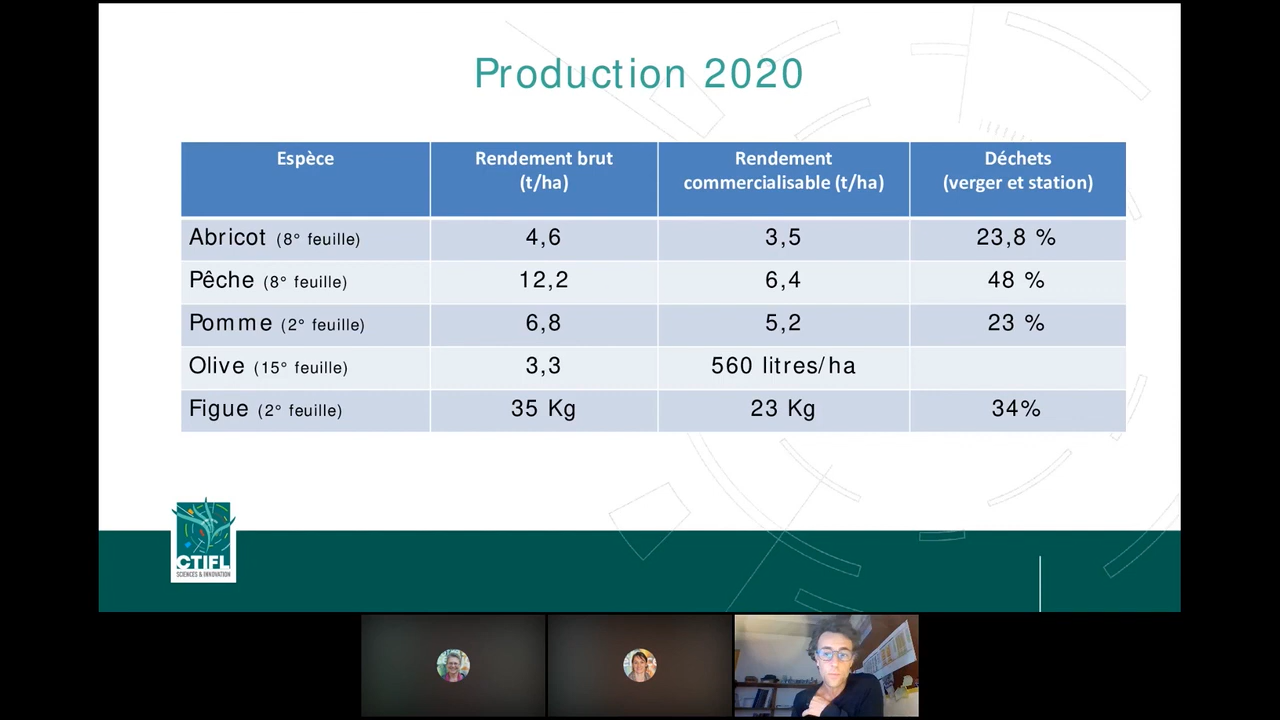 Production 2020
Espèce
Rendement brut
(t/ha)
Rendement
commercialisable (t/ha)
Déchets
(verger et station)
Abricot (8° feuille) 4,6 3,5 23,8 %
Pêche (8° feuille) 12,2 6,4 48 %
Pomme (2° feuille) 6,8 5,2 23 %
Olive (15° feuille) 3,3 560 litres/ha
Figue (2° feuille) 35 Kg 23 Kg 34%
CTIFL
SCIENCES & INNOVATION